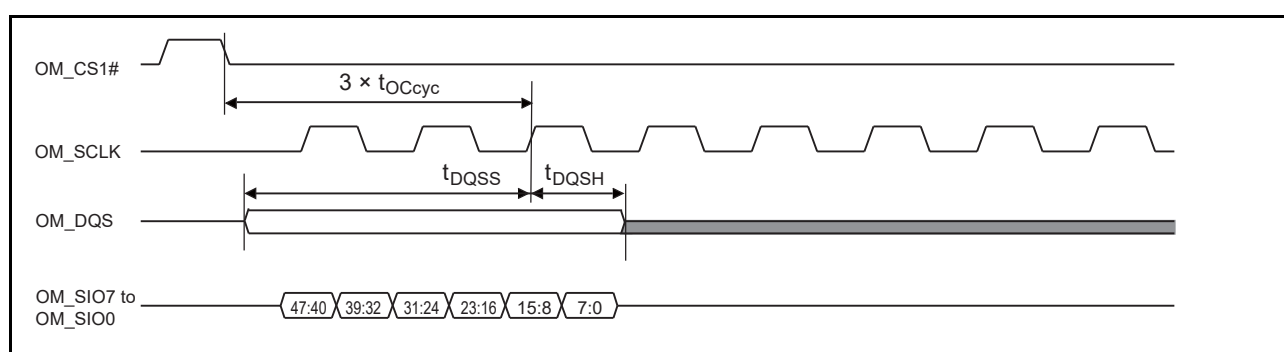 OM_CS1#
3 × tOCcyc
OM_SCLK
tDQSS
tDQSH
OM_DQS
OM_SIO7 to
OM_SIO0
47:40 39:32 31:24 23:16 15:8 7:0